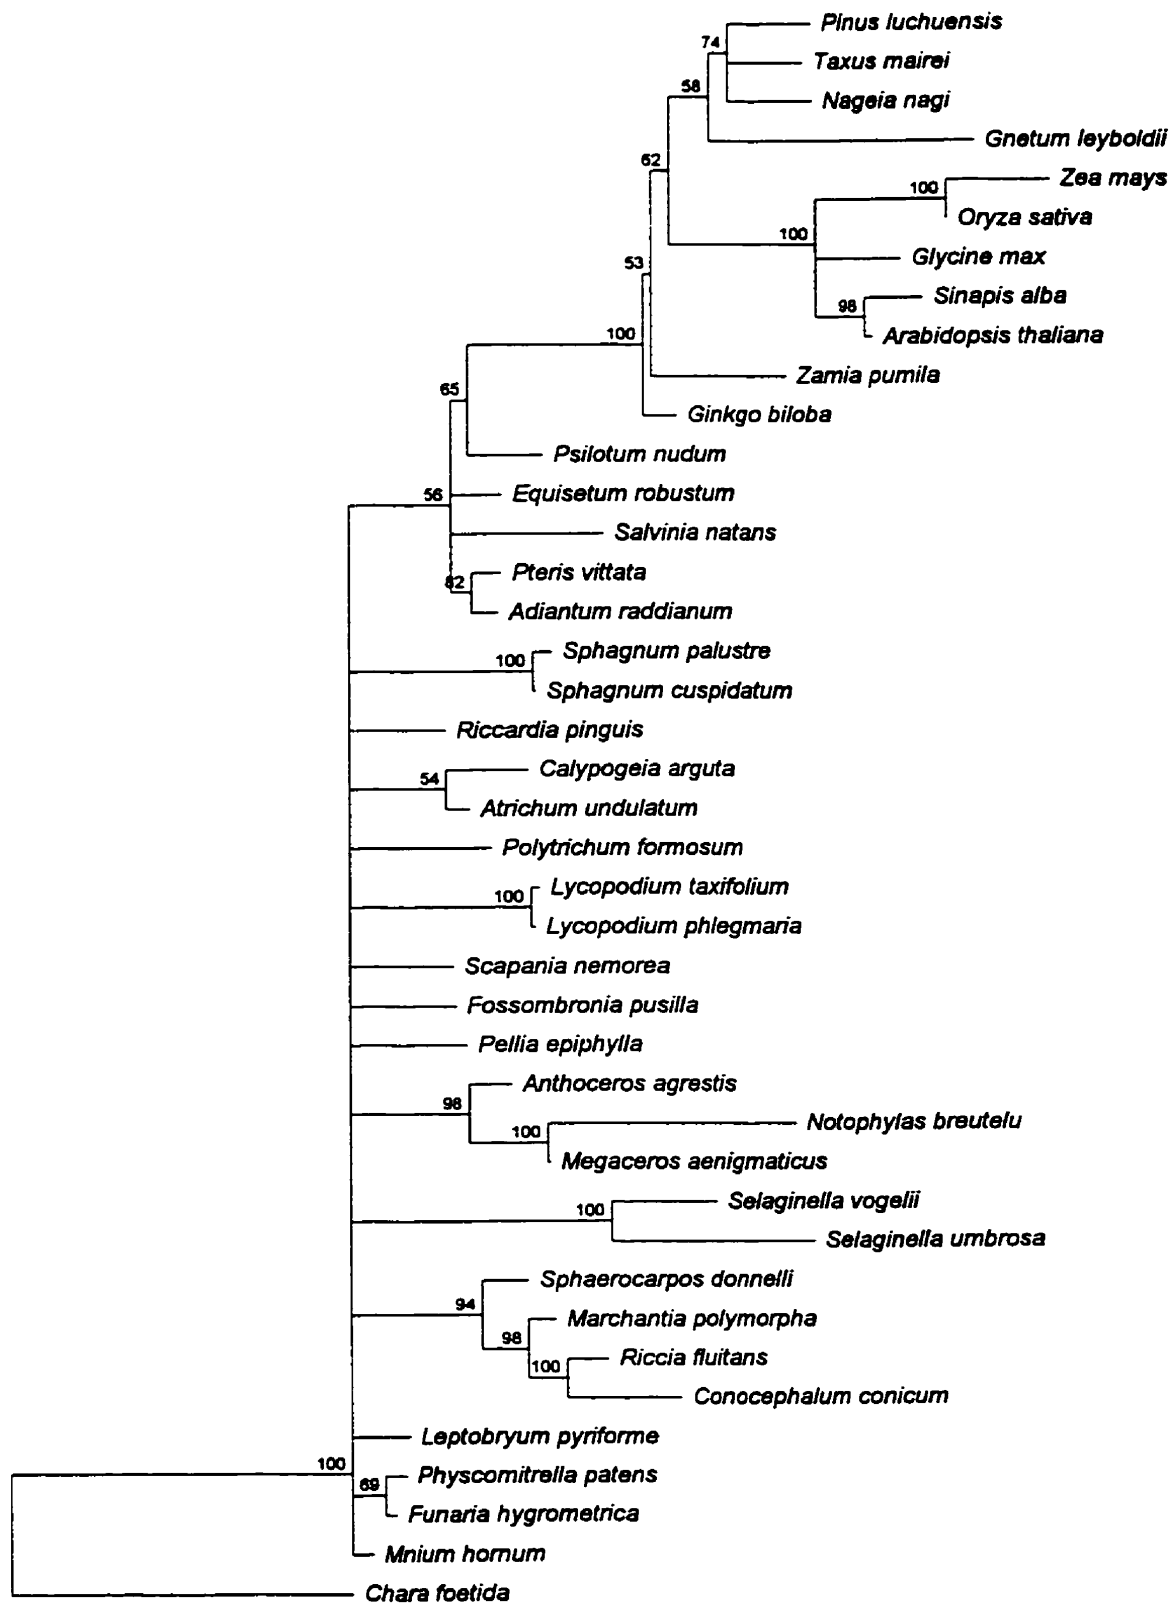 Pinus luchuensis
74
Taxus mairei
58
Nageia nagi
Gnetum leyboldii
62
Zea mays
100
Oryza sativa
100
Glycine max
53
Sinapis alba
98
Arabidopsis thaliana
100
Zamia pumila
65
Ginkgo biloba
Psilotum nudum
56
Equisetum robustum
Salvinia natans
Pteris vittata
82
Adiantum raddianum
Sphagnum palustre
100
Sphagnum cuspidatum
Riccardia pinguis
Calypogeia arguta
54
Atrichum undulatum
Polytrichum formosum
Lycopodium taxifolium
100
Lycopodium phlegmaria
Scapania nemorea
Fossombronia pusilla
Pellia epiphylla
Anthoceros agrestis
98
Notophylas breutelu
100
Megaceros aenigmaticus
Selaginella vogelii
100
Selaginella umbrosa
Sphaerocarpos donnelli
94
Marchantia polymorpha
98
Riccia fluitans
100
Conocephalum conicum
Leptobryum pyriforme
100
Physcomitrella patens
69
Funaria hygrometrica
Mnium hornum
Chara foetida